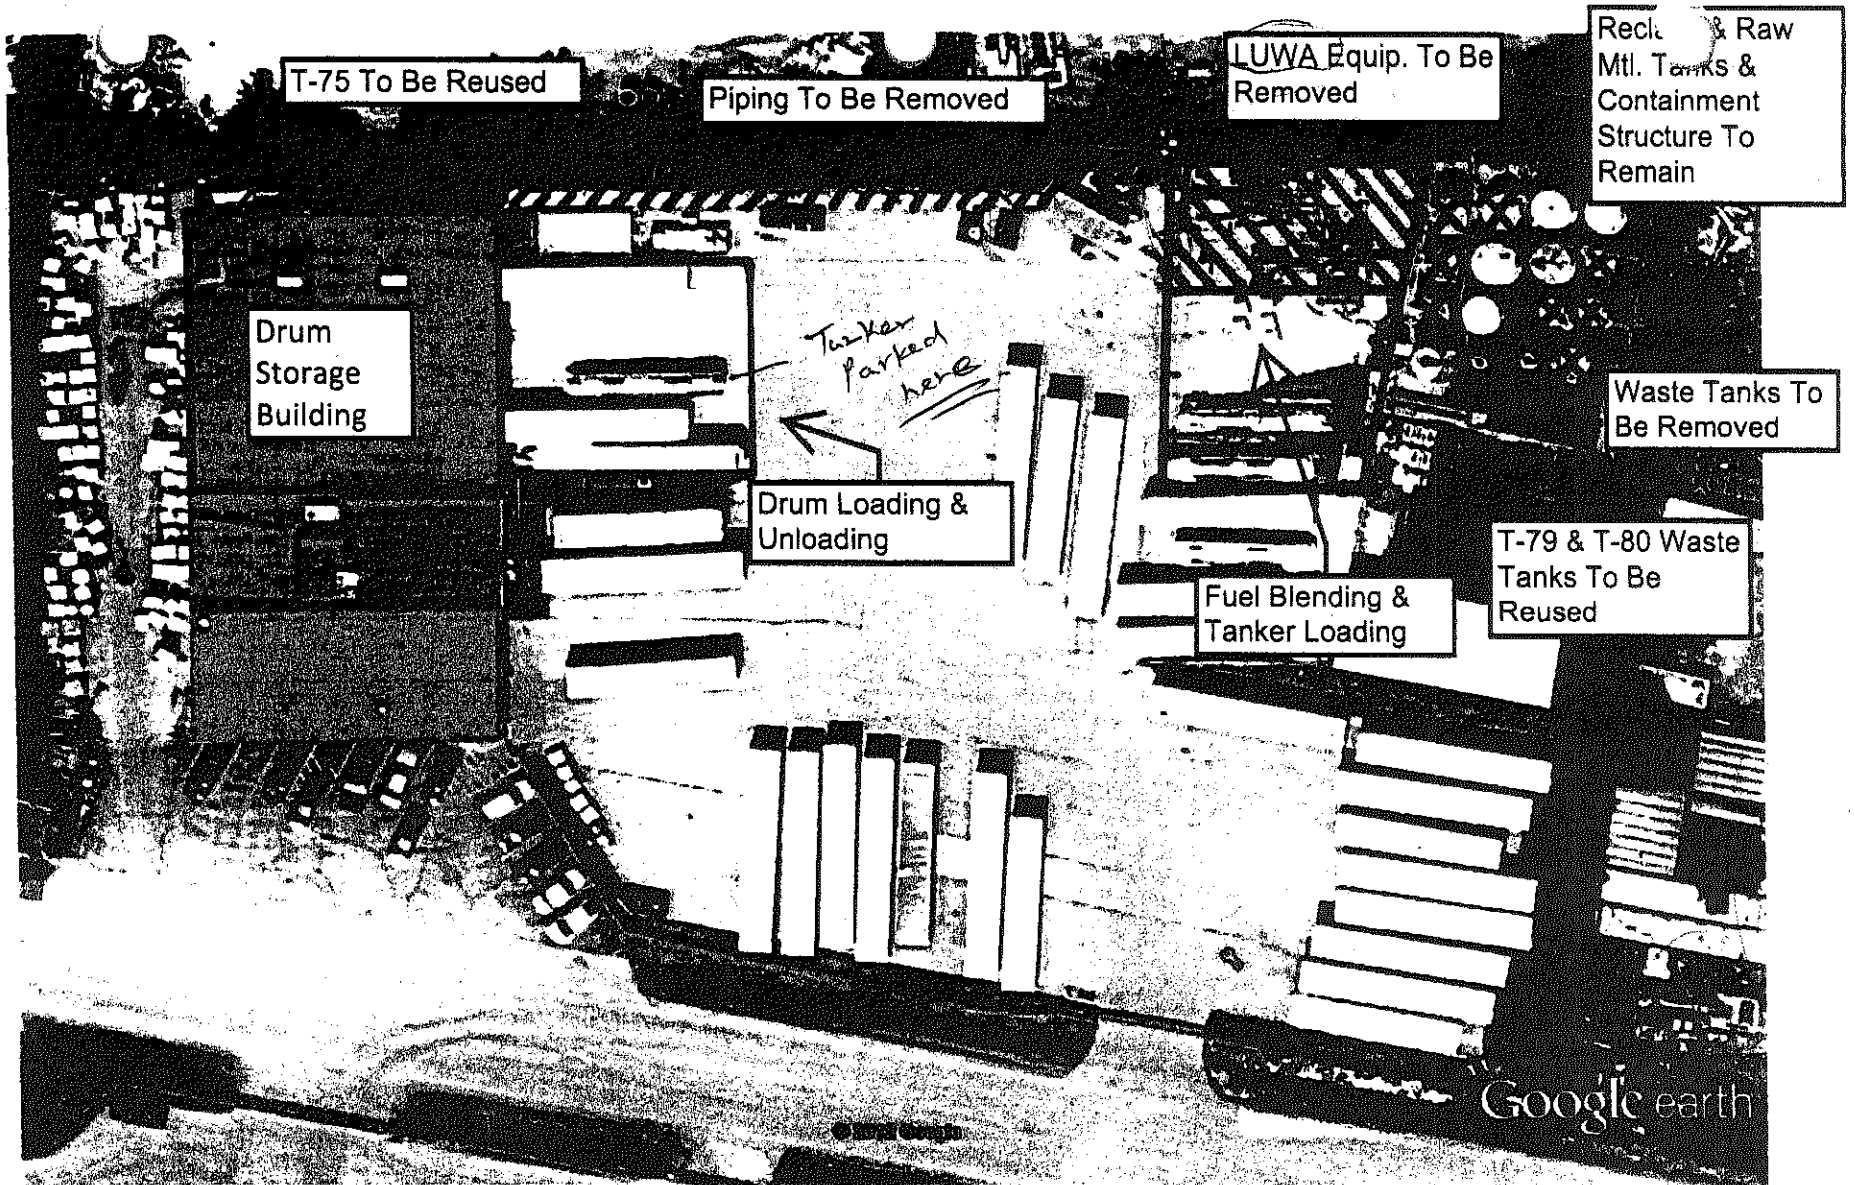 T-75 To Be Reused
Piping To Be Removed
LUWA Equip. To Be
Removed
& Raw
Mtl. Tanks &
Containment
Structure To
Remain
Drum
Storage
Building
Tanker
parked
here
Waste Tanks To
Be Removed
Drum Loading &
Unloading
T-79 & T-80 Waste
Tanks To Be
Reused
Fuel Blending &
Tanker Loading
Google earth